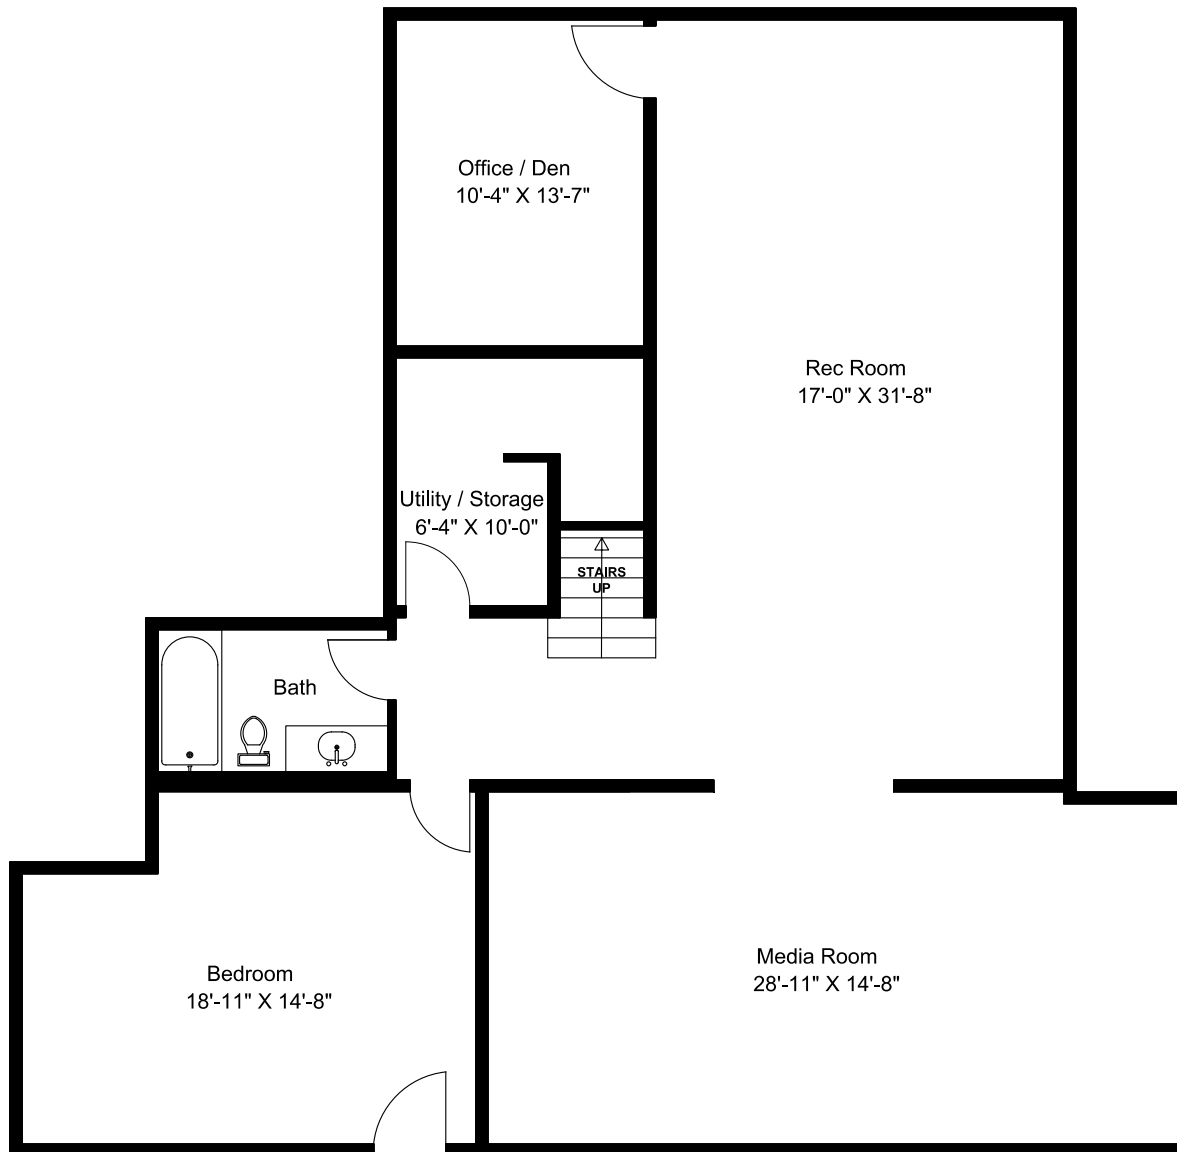 Office / Den
10'-4" X 13'-7"
Rec Room
17'-0" X 31'-8"
Utility / Storage
6'-4" X 10'-0"
STAIRS
UP
Bath
Bedroom
18'-11" X 14'-8"
Media Room
28'-11" X 14'-8"